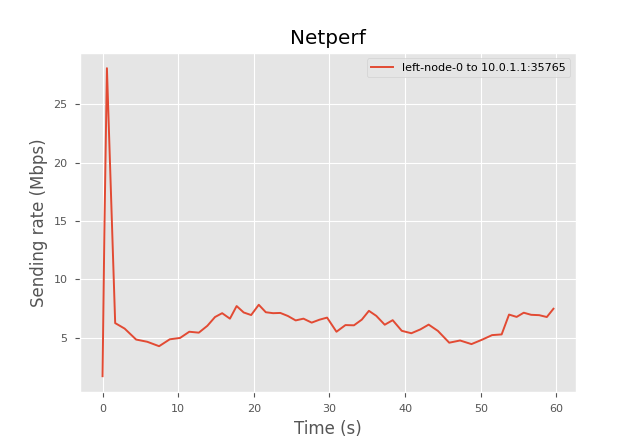 Netperf
left-node-0 to 10.0.1.1:35765
Sending rate (Mbps)
25
20
15
10
5
0 10 20 30 40 50 60
Time (s)